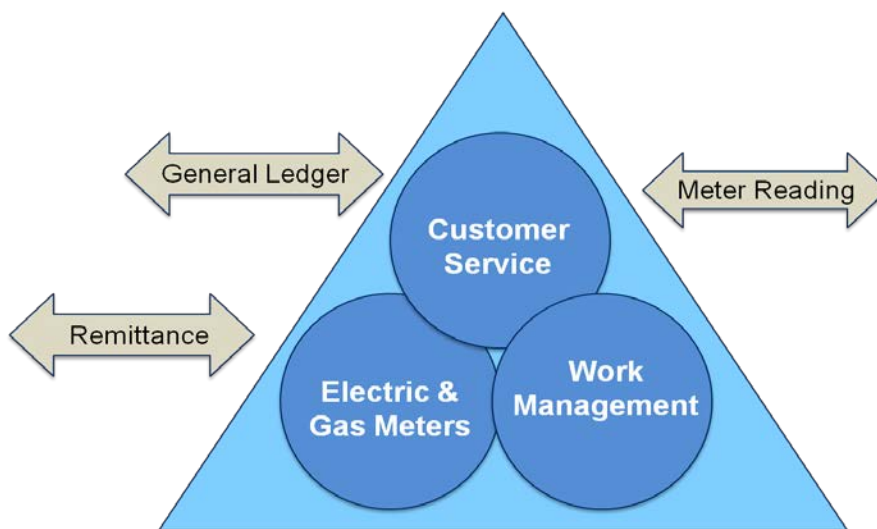 General Ledger
Meter Reading
Customer
Service
Remittance
Electric &
Gas Meters
Work
Management